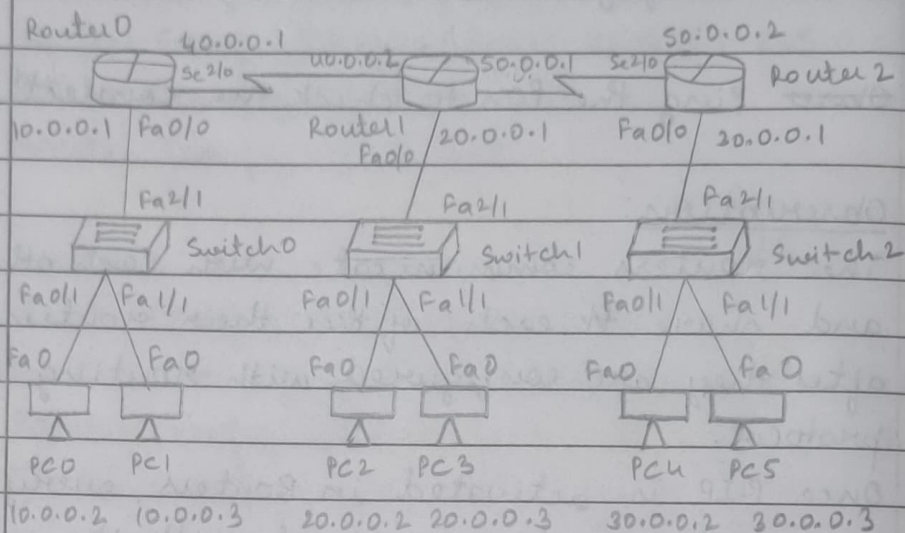 Router0 40.0.0.1 50.0.0.2
Se2/0 40.0.0.2 50.0.0.1 Se2/0 Router 2
10.0.0.1 Fa0/0 Router1 20.0.0.1 Fa0/0 30.0.0.1
Fa0/0
Fa2/1 Fa2/1 Fa2/1
Switch0 Switch1 Switch 2
Fa0/1 Fa1/1 Fa0/1 Fa1/1 Fa0/1 Fa1/1
Fa0 Fa0 Fa0 Fa0 Fa0 Fa0
PC0 PC1 PC2 PC3 PC4 PC5
10.0.0.2 10.0.0.3 20.0.0.2 20.0.0.3 30.0.0.2 30.0.0.3